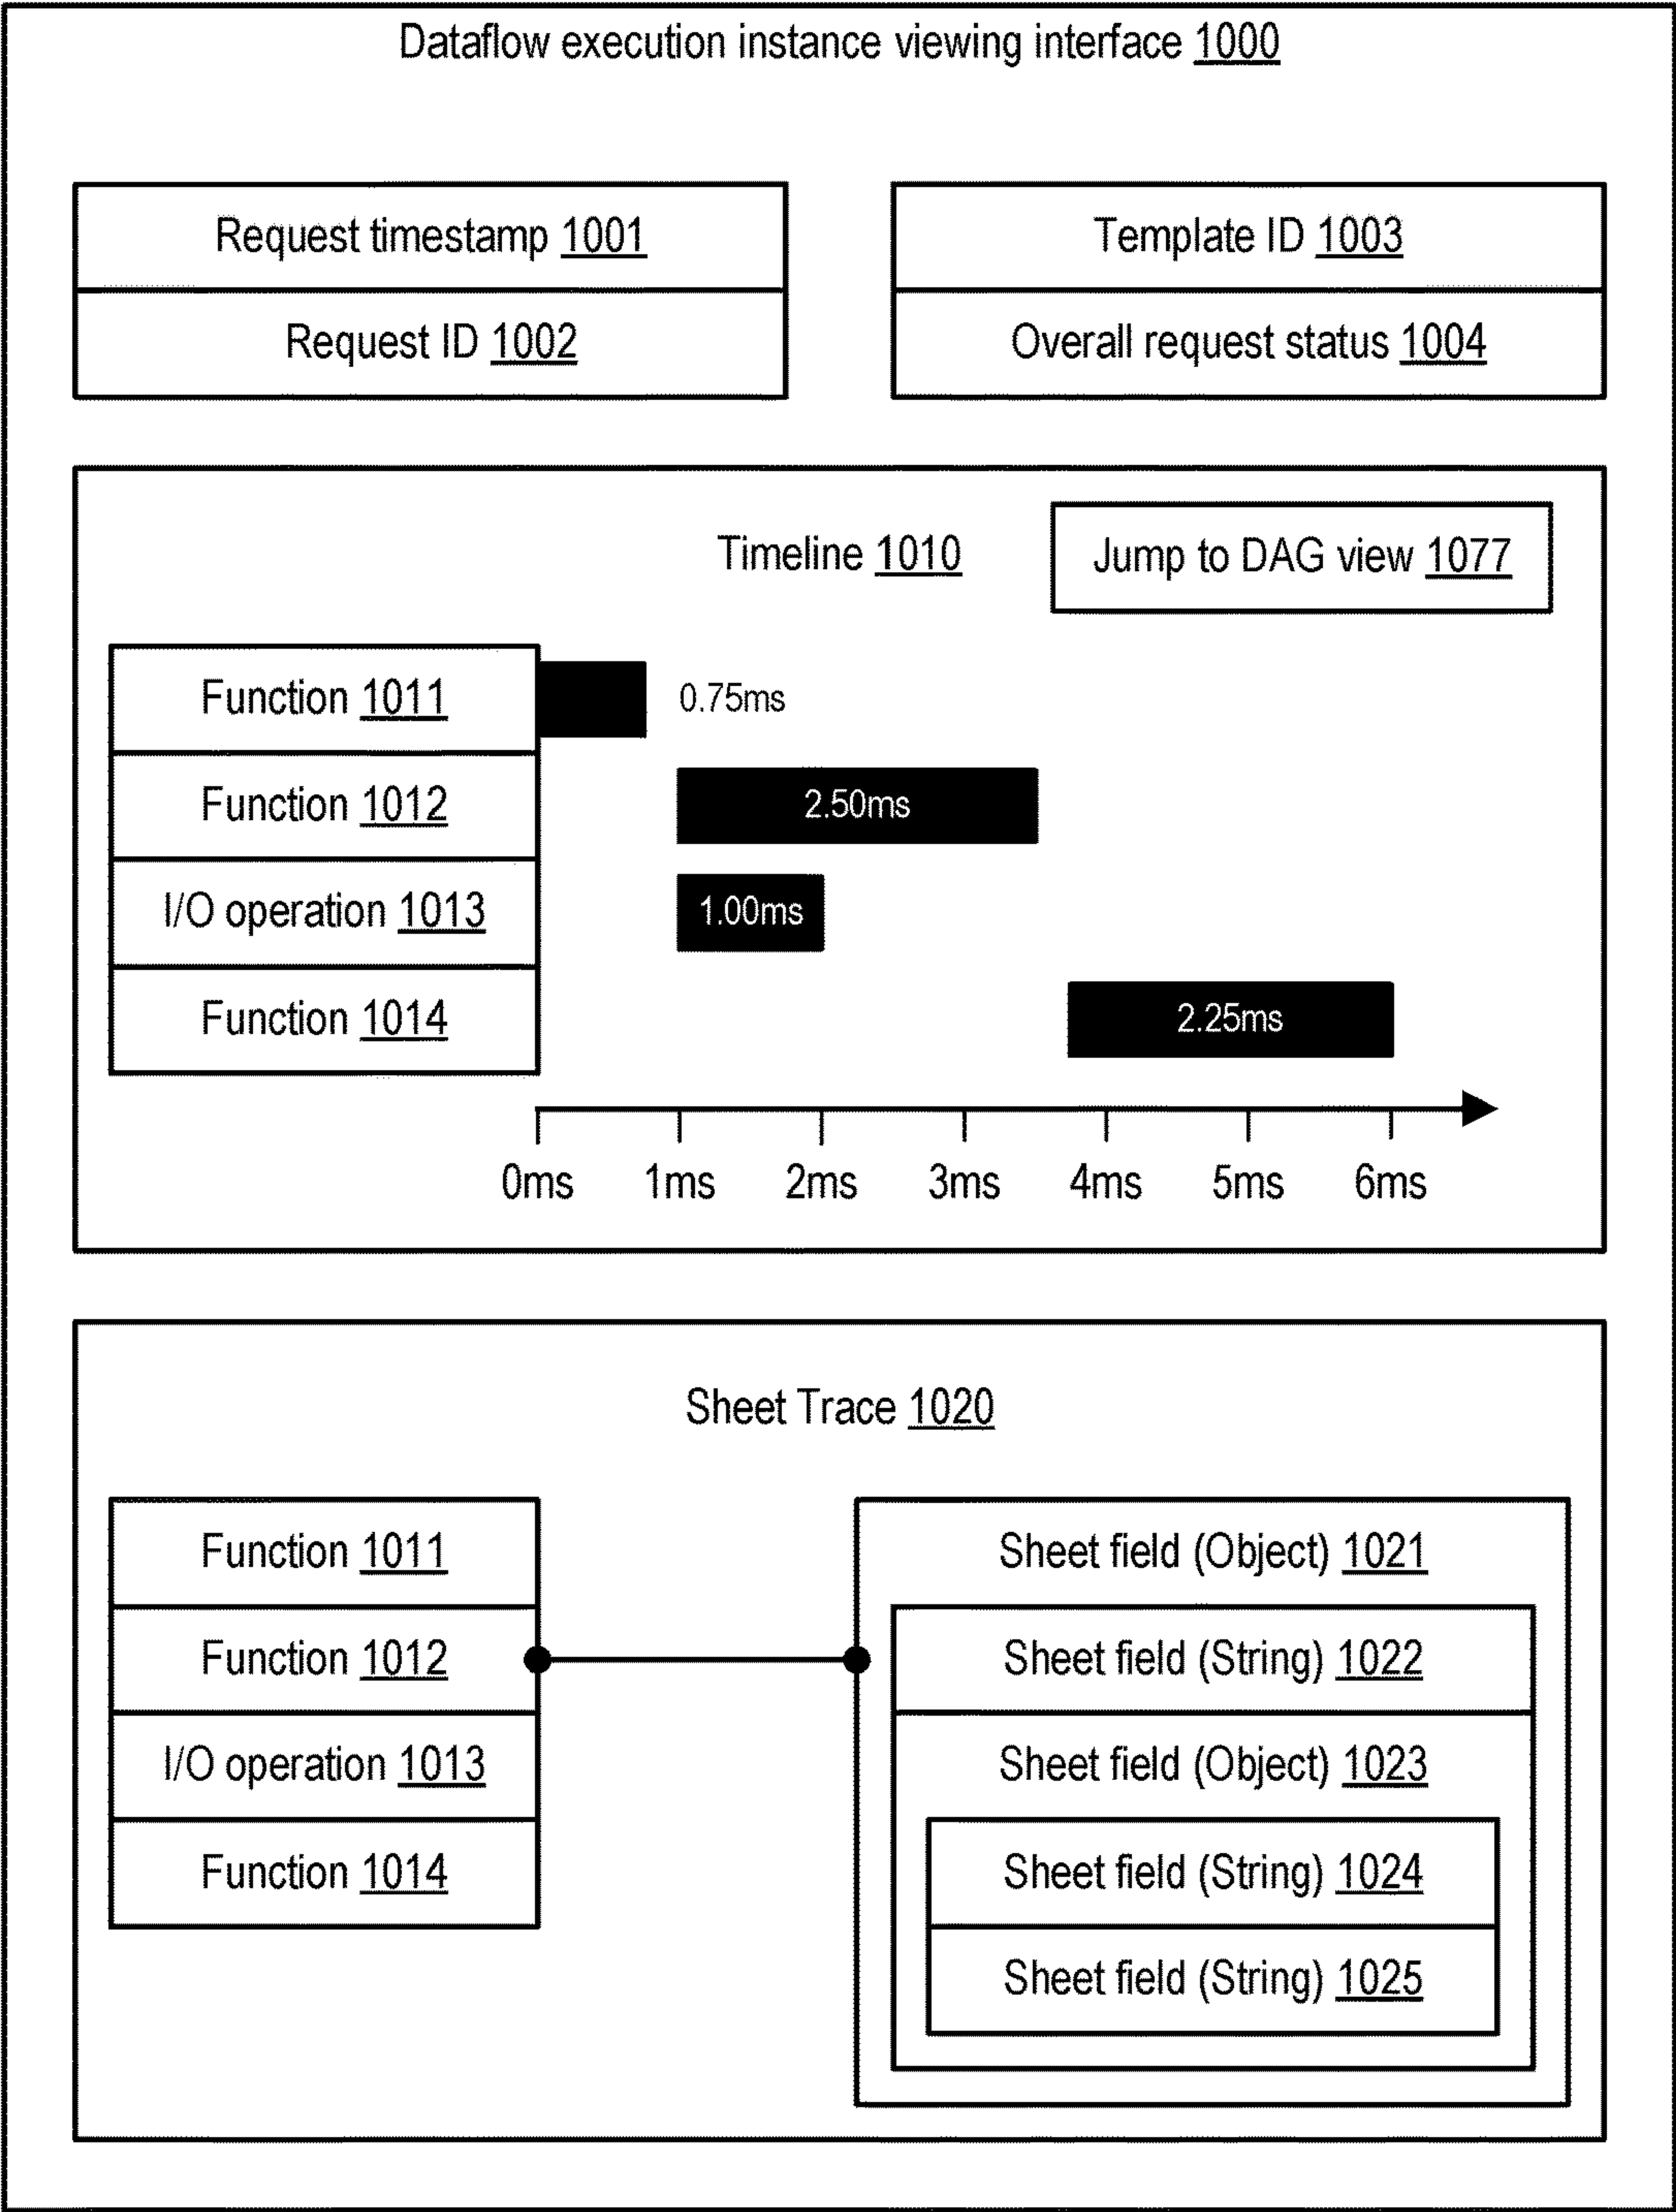 Dataflow execution instance viewing interface 1000
Request timestamp 1001
Request ID 1002
Template ID 1003
Overall request status 1004
Timeline 1010
Jump to DAG view 1077
Function 1011
0.75ms
Function 1012
2.50ms
I/O operation 1013
1.00ms
Function 1014
2.25ms
0ms 1ms 2ms 3ms 4ms 5ms 6ms
Sheet Trace 1020
Function 1011
Function 1012
I/O operation 1013
Function 1014
Sheet field (Object) 1021
Sheet field (String) 1022
Sheet field (Object) 1023
Sheet field (String) 1024
Sheet field (String) 1025